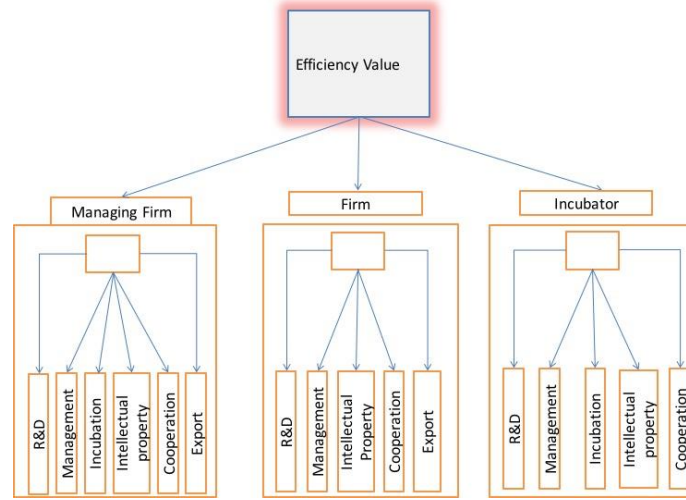 Efficiency Value
Managing Firm
Firm
Incubator
R&D
Management
Incubation
Intellectual
property
Cooperation
Export
R&D
Management
Intellectual
Property
Cooperation
Export
R&D
Management
Incubation
Intellectual
property
Cooperation